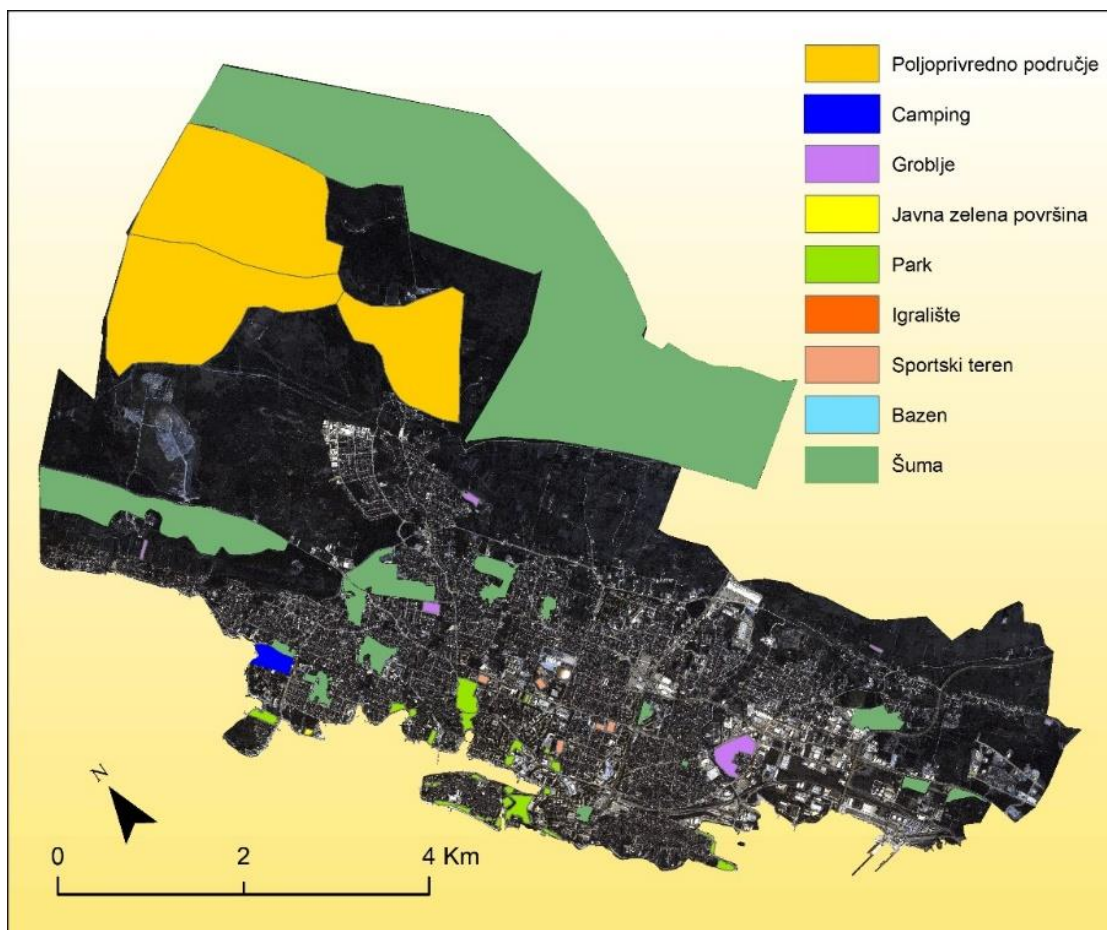 Poljoprivredno područje
Camping
Groblje
Javna zelena površina
Park
Igralište
Sportski teren
Bazen
Šuma
N
0 2 4 Km